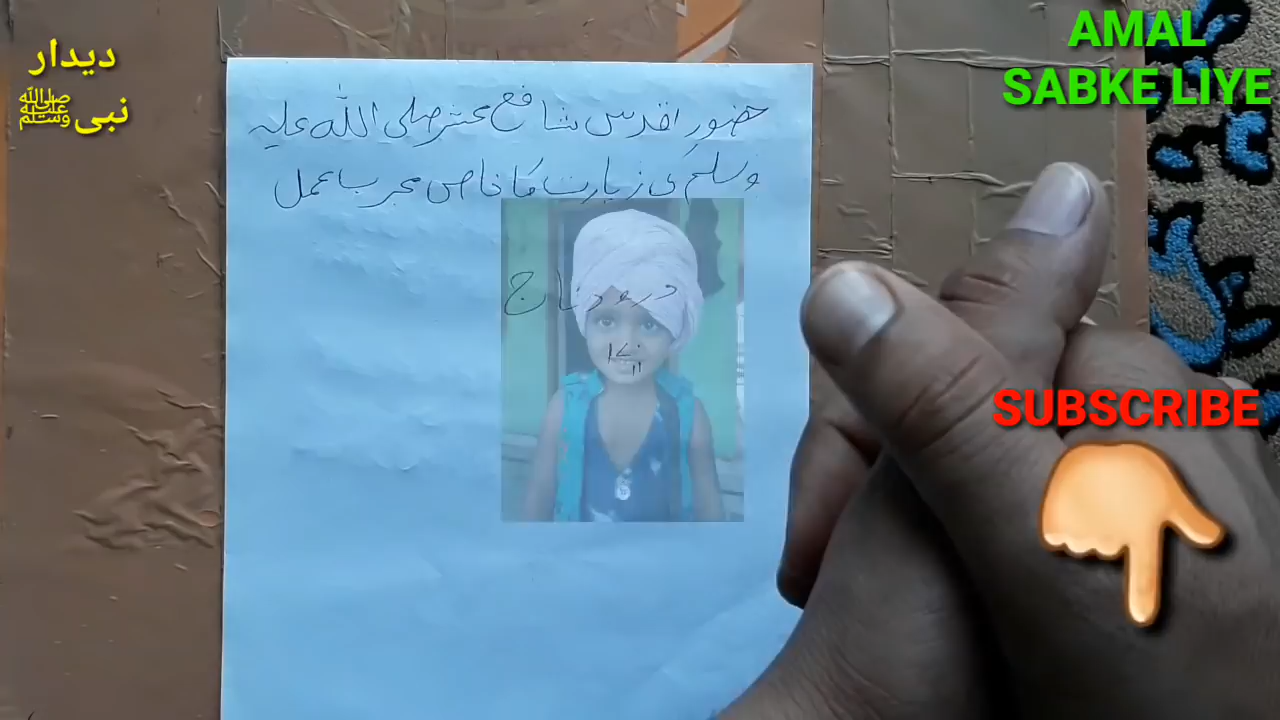 دیدار
نبی ﷺ
AMAL
SABKE LIYE
حضور اقدس شافع محشر صلی اللہ علیہ
وسلم کی زیارت کا خاص مجرب عمل
درود تاج
SUBSCRIBE